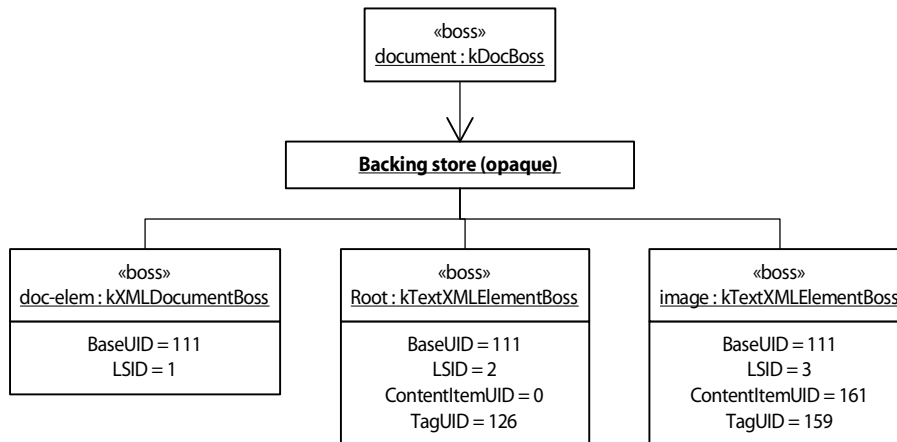 «boss»
document : kDocBoss
Backing store (opaque)
«boss»
doc-elem : kXMLDocumentBoss
BaseUID = 111
LSID = 1
«boss»
Root : kTextXMLElementBoss
BaseUID = 111
LSID = 2
ContentItemUID = 0
TagUID = 126
«boss»
image : kTextXMLElementBoss
BaseUID = 111
LSID = 3
ContentItemUID = 161
TagUID = 159